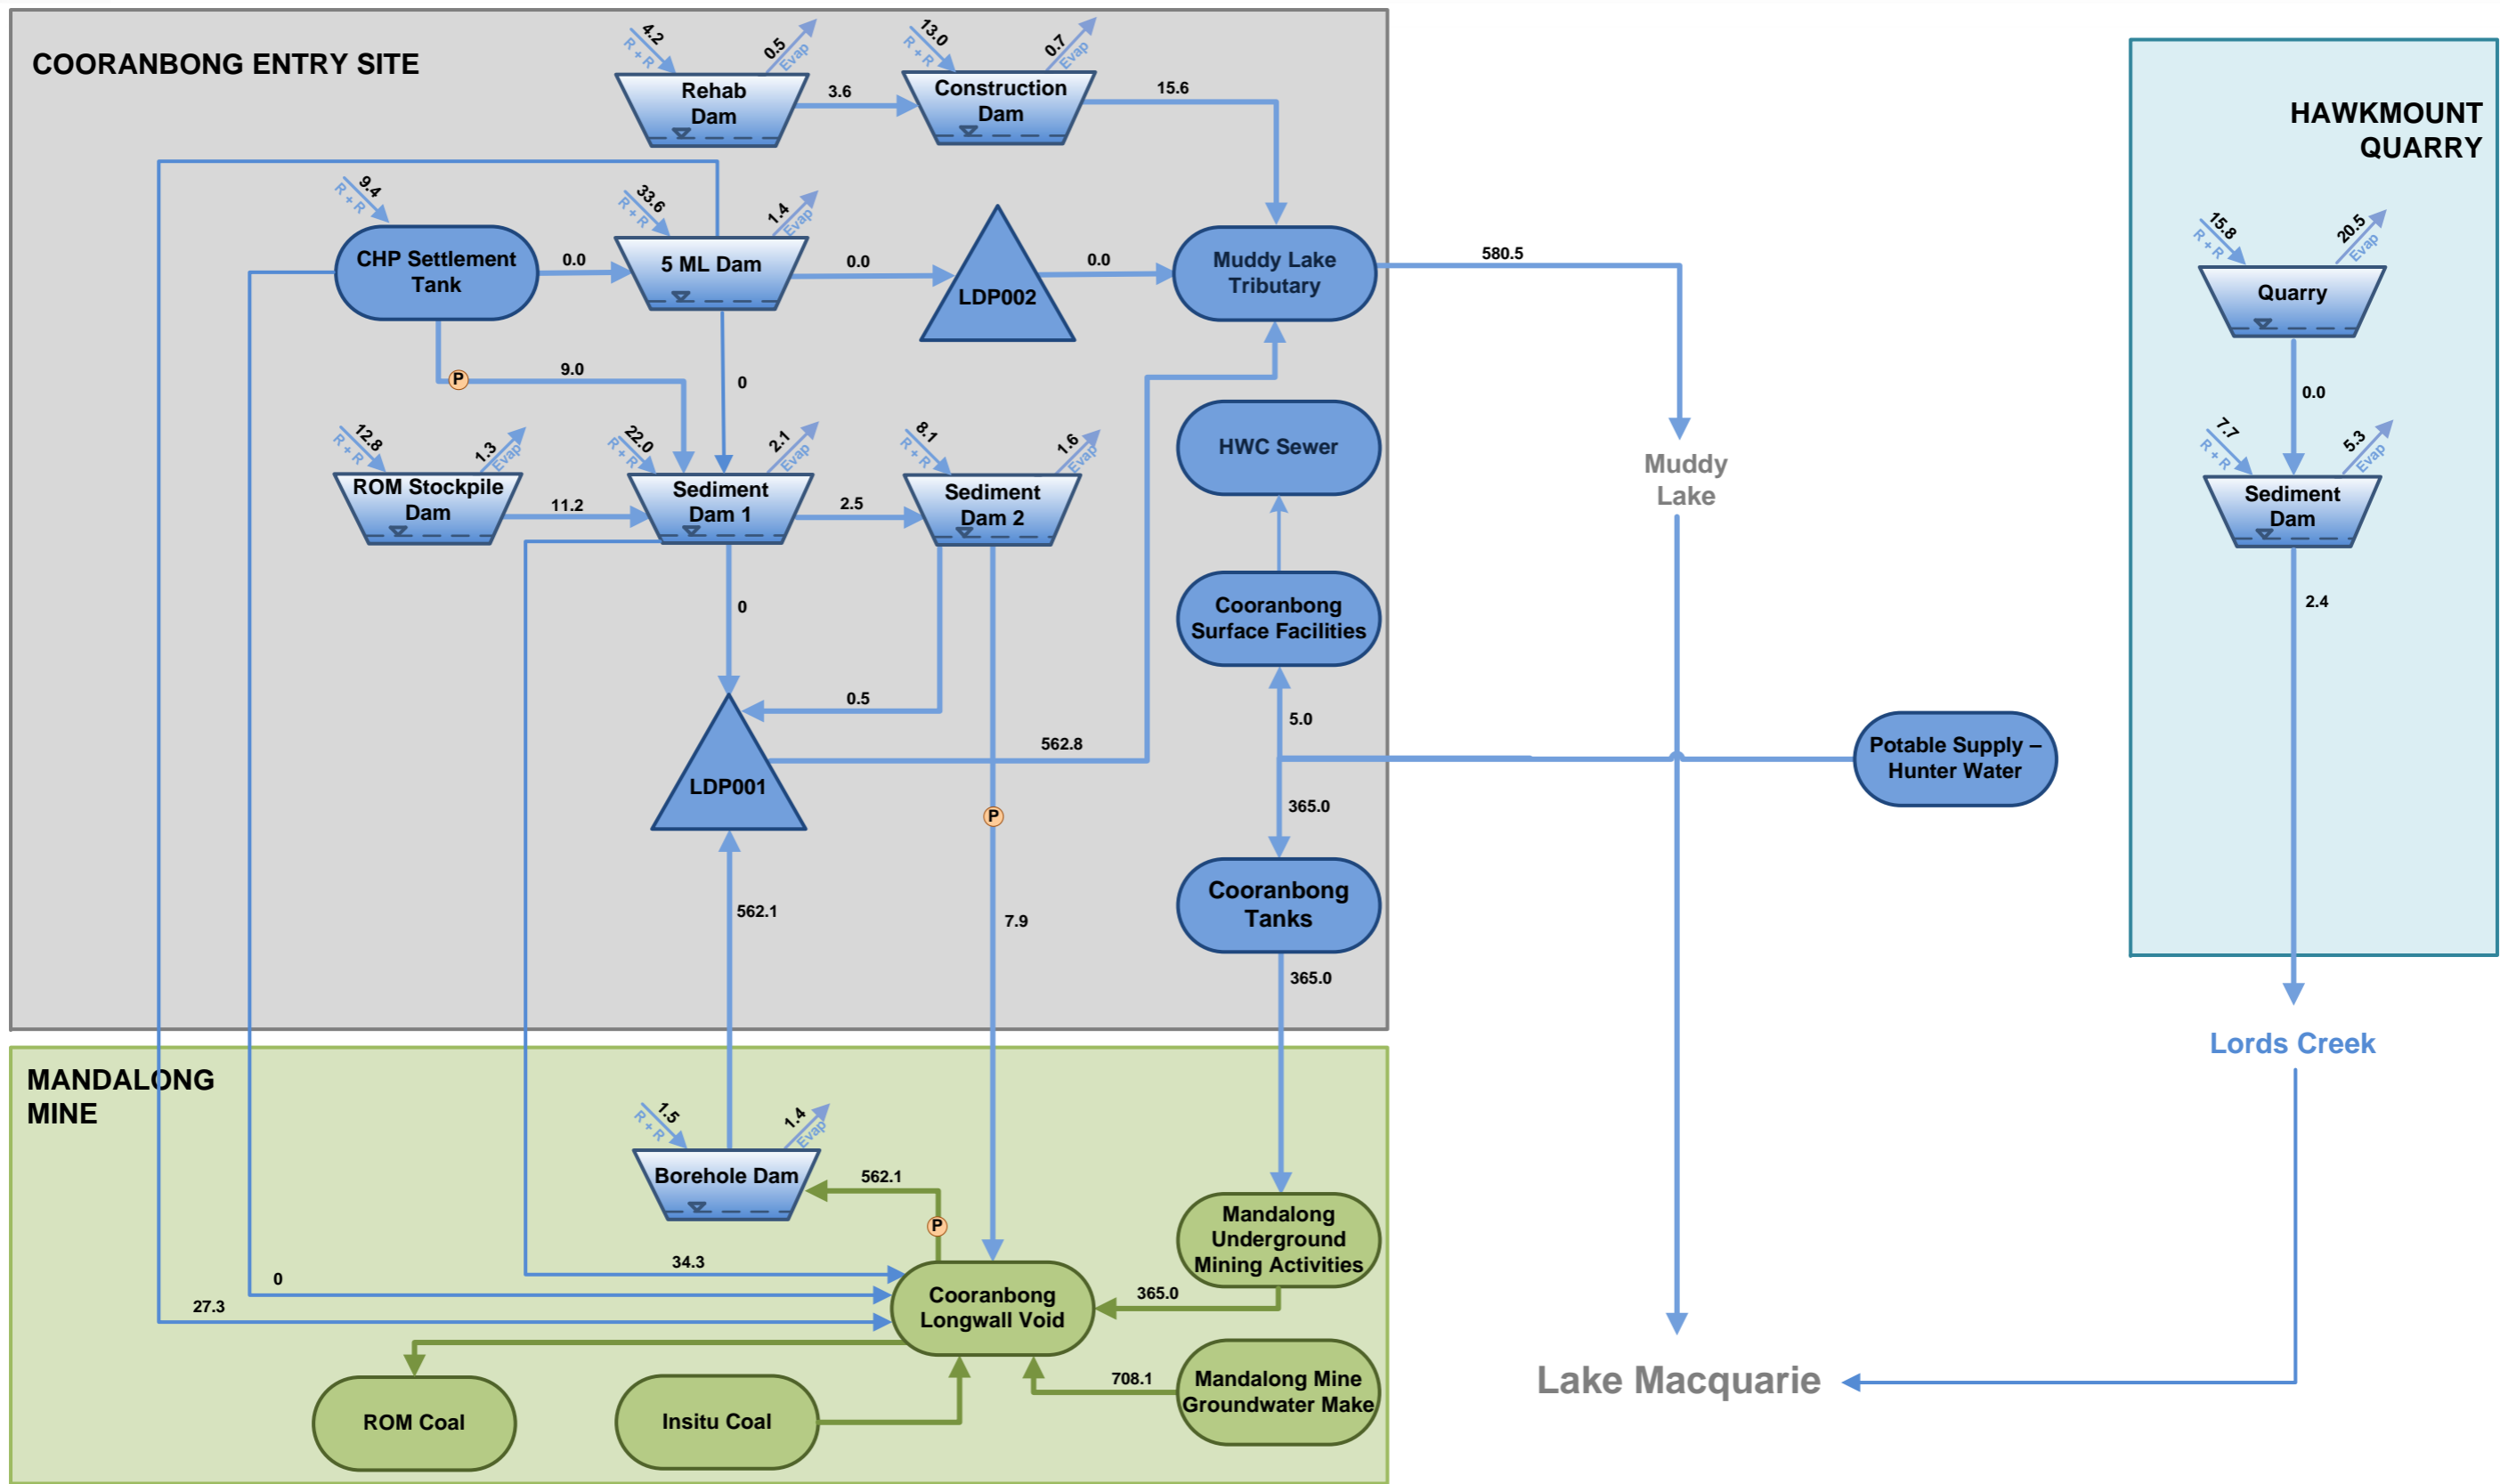 COORANBONG ENTRY SITE
4.2
R + R
0.5
Evap
Rehab
Dam
3.6
13.0
R + R
0.7
Evap
Construction
Dam
15.6
9.4
R + R
CHP Settlement
Tank
0.0
33.6
R + R
1.4
Evap
5 ML Dam
0.0
LDP002
0.0
Muddy Lake
Tributary
580.5
P
9.0
0
12.8
R + R
1.3
Evap
ROM Stockpile
Dam
11.2
22.0
R + R
2.1
Evap
Sediment
Dam 1
2.5
8.1
R + R
1.6
Evap
Sediment
Dam 2
HWC Sewer
Muddy
Lake
0
0.5
LDP001
562.8
P
Cooranbong
Surface Facilities
5.0
365.0
Potable Supply –
Hunter Water
Cooranbong
Tanks
562.1
7.9
365.0
HAWKMOUNT
QUARRY
15.8
R + R
20.5
Evap
Quarry
0.0
7.7
R + R
5.3
Evap
Sediment
Dam
2.4
Lords Creek
MANDALONG
MINE
1.5
R + R
1.4
Evap
Borehole Dam
562.1
P
Mandalong
Underground
Mining Activities
34.3
0
27.3
Cooranbong
Longwall Void
365.0
708.1
Mandalong Mine
Groundwater Make
ROM Coal
Insitu Coal
Lake Macquarie